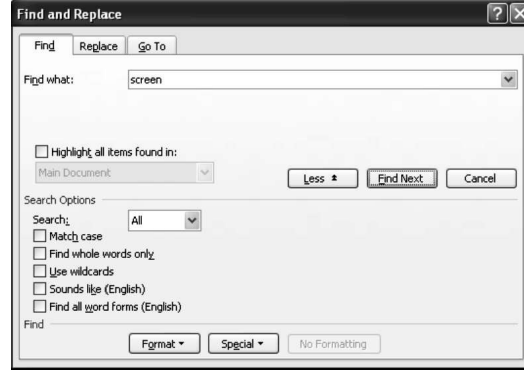 Find and Replace
Find Replace Go To
Find what: screen
Highlight all items found in:
Main Document
Less Find Next Cancel
Search Options
Search: All
Match case
Find whole words only
Use wildcards
Sounds like (English)
Find all word forms (English)
Find
Format Special No Formatting